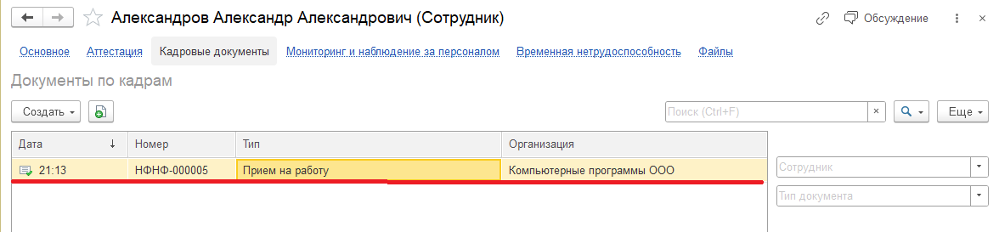 Александров Александр Александрович (Сотрудник)
Обсуждение
Основное Аттестация Кадровые документы Мониторинг и наблюдение за персоналом Временная нетрудоспособность Файлы
Документы по кадрам
Создать Поиск (Ctrl+F) Еще
Дата Номер Тип Организация
21:13 НФНФ-000005 Прием на работу Компьютерные программы ООО
Сотрудник
Тип документа